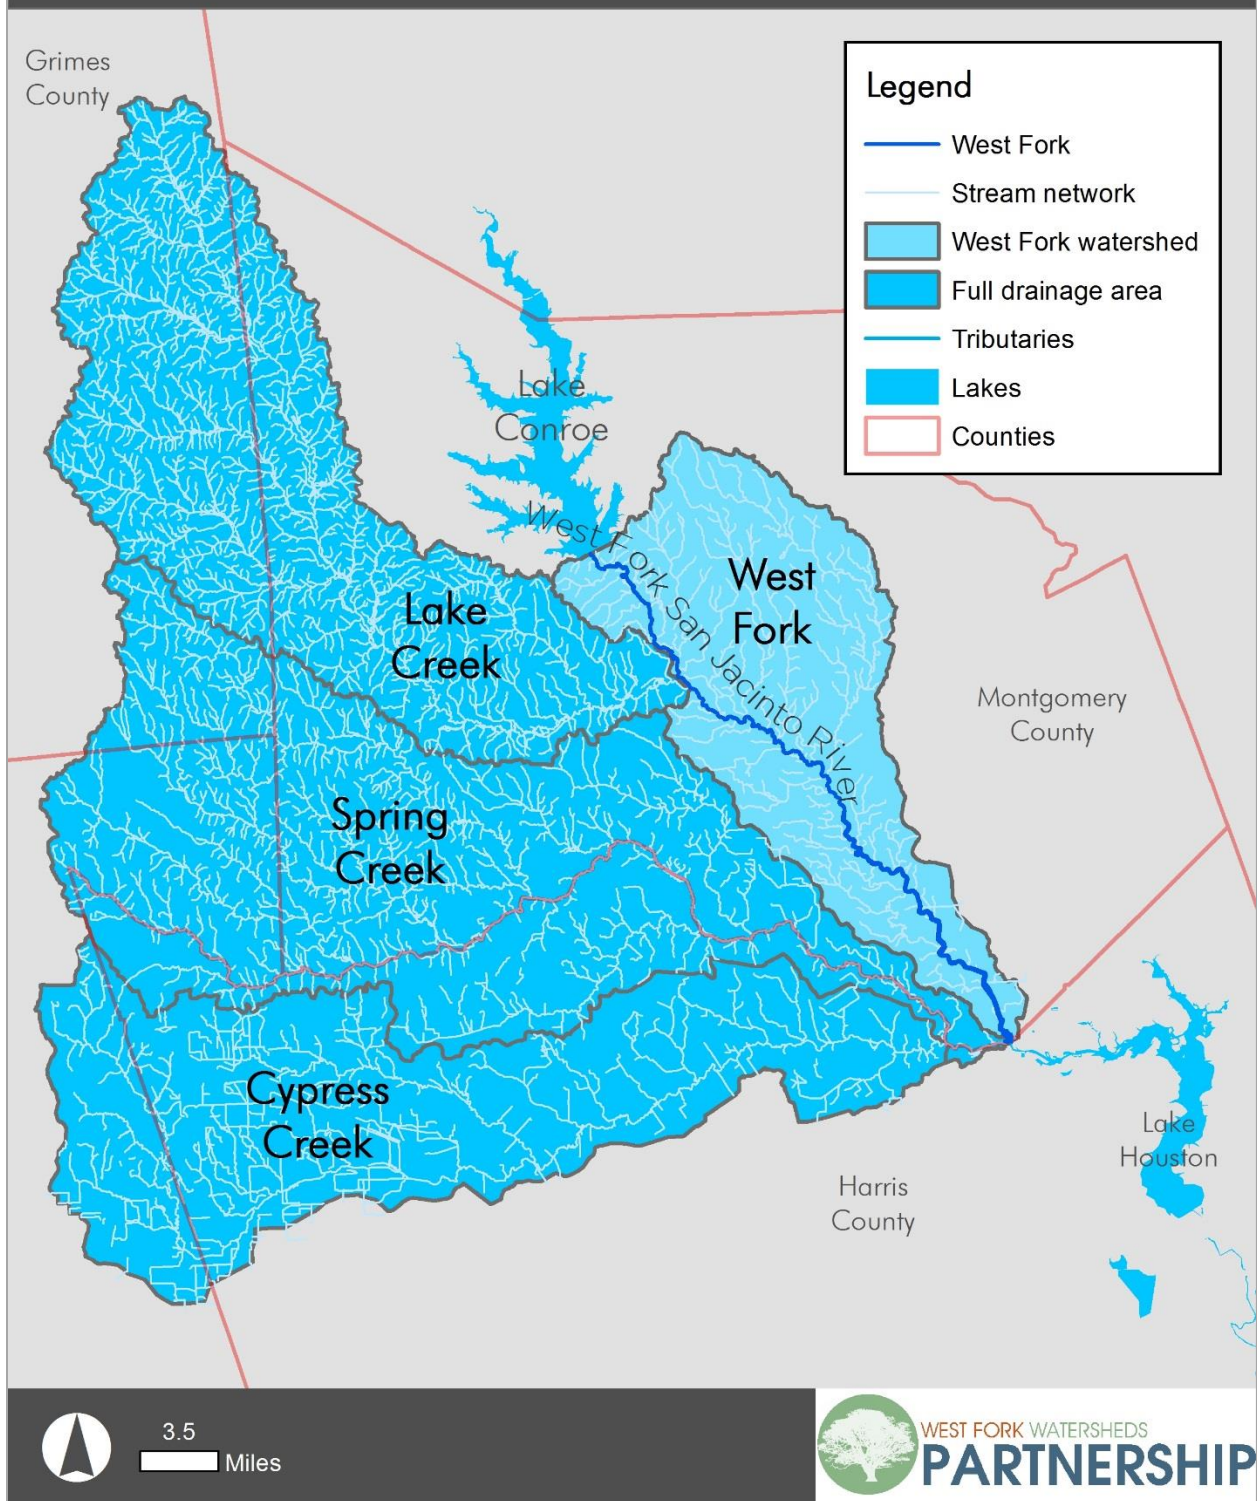 Grimes
County
Legend
West Fork
Stream network
West Fork watershed
Full drainage area
Tributaries
Lakes
Counties
Lake
Conroe
West Fork San Jacinto River
West
Fork
Lake
Creek
Montgomery
County
Spring
Creek
Cypress
Creek
Lake
Houston
Harris
County
3.5
Miles
WEST FORK WATERSHEDS
PARTNERSHIP